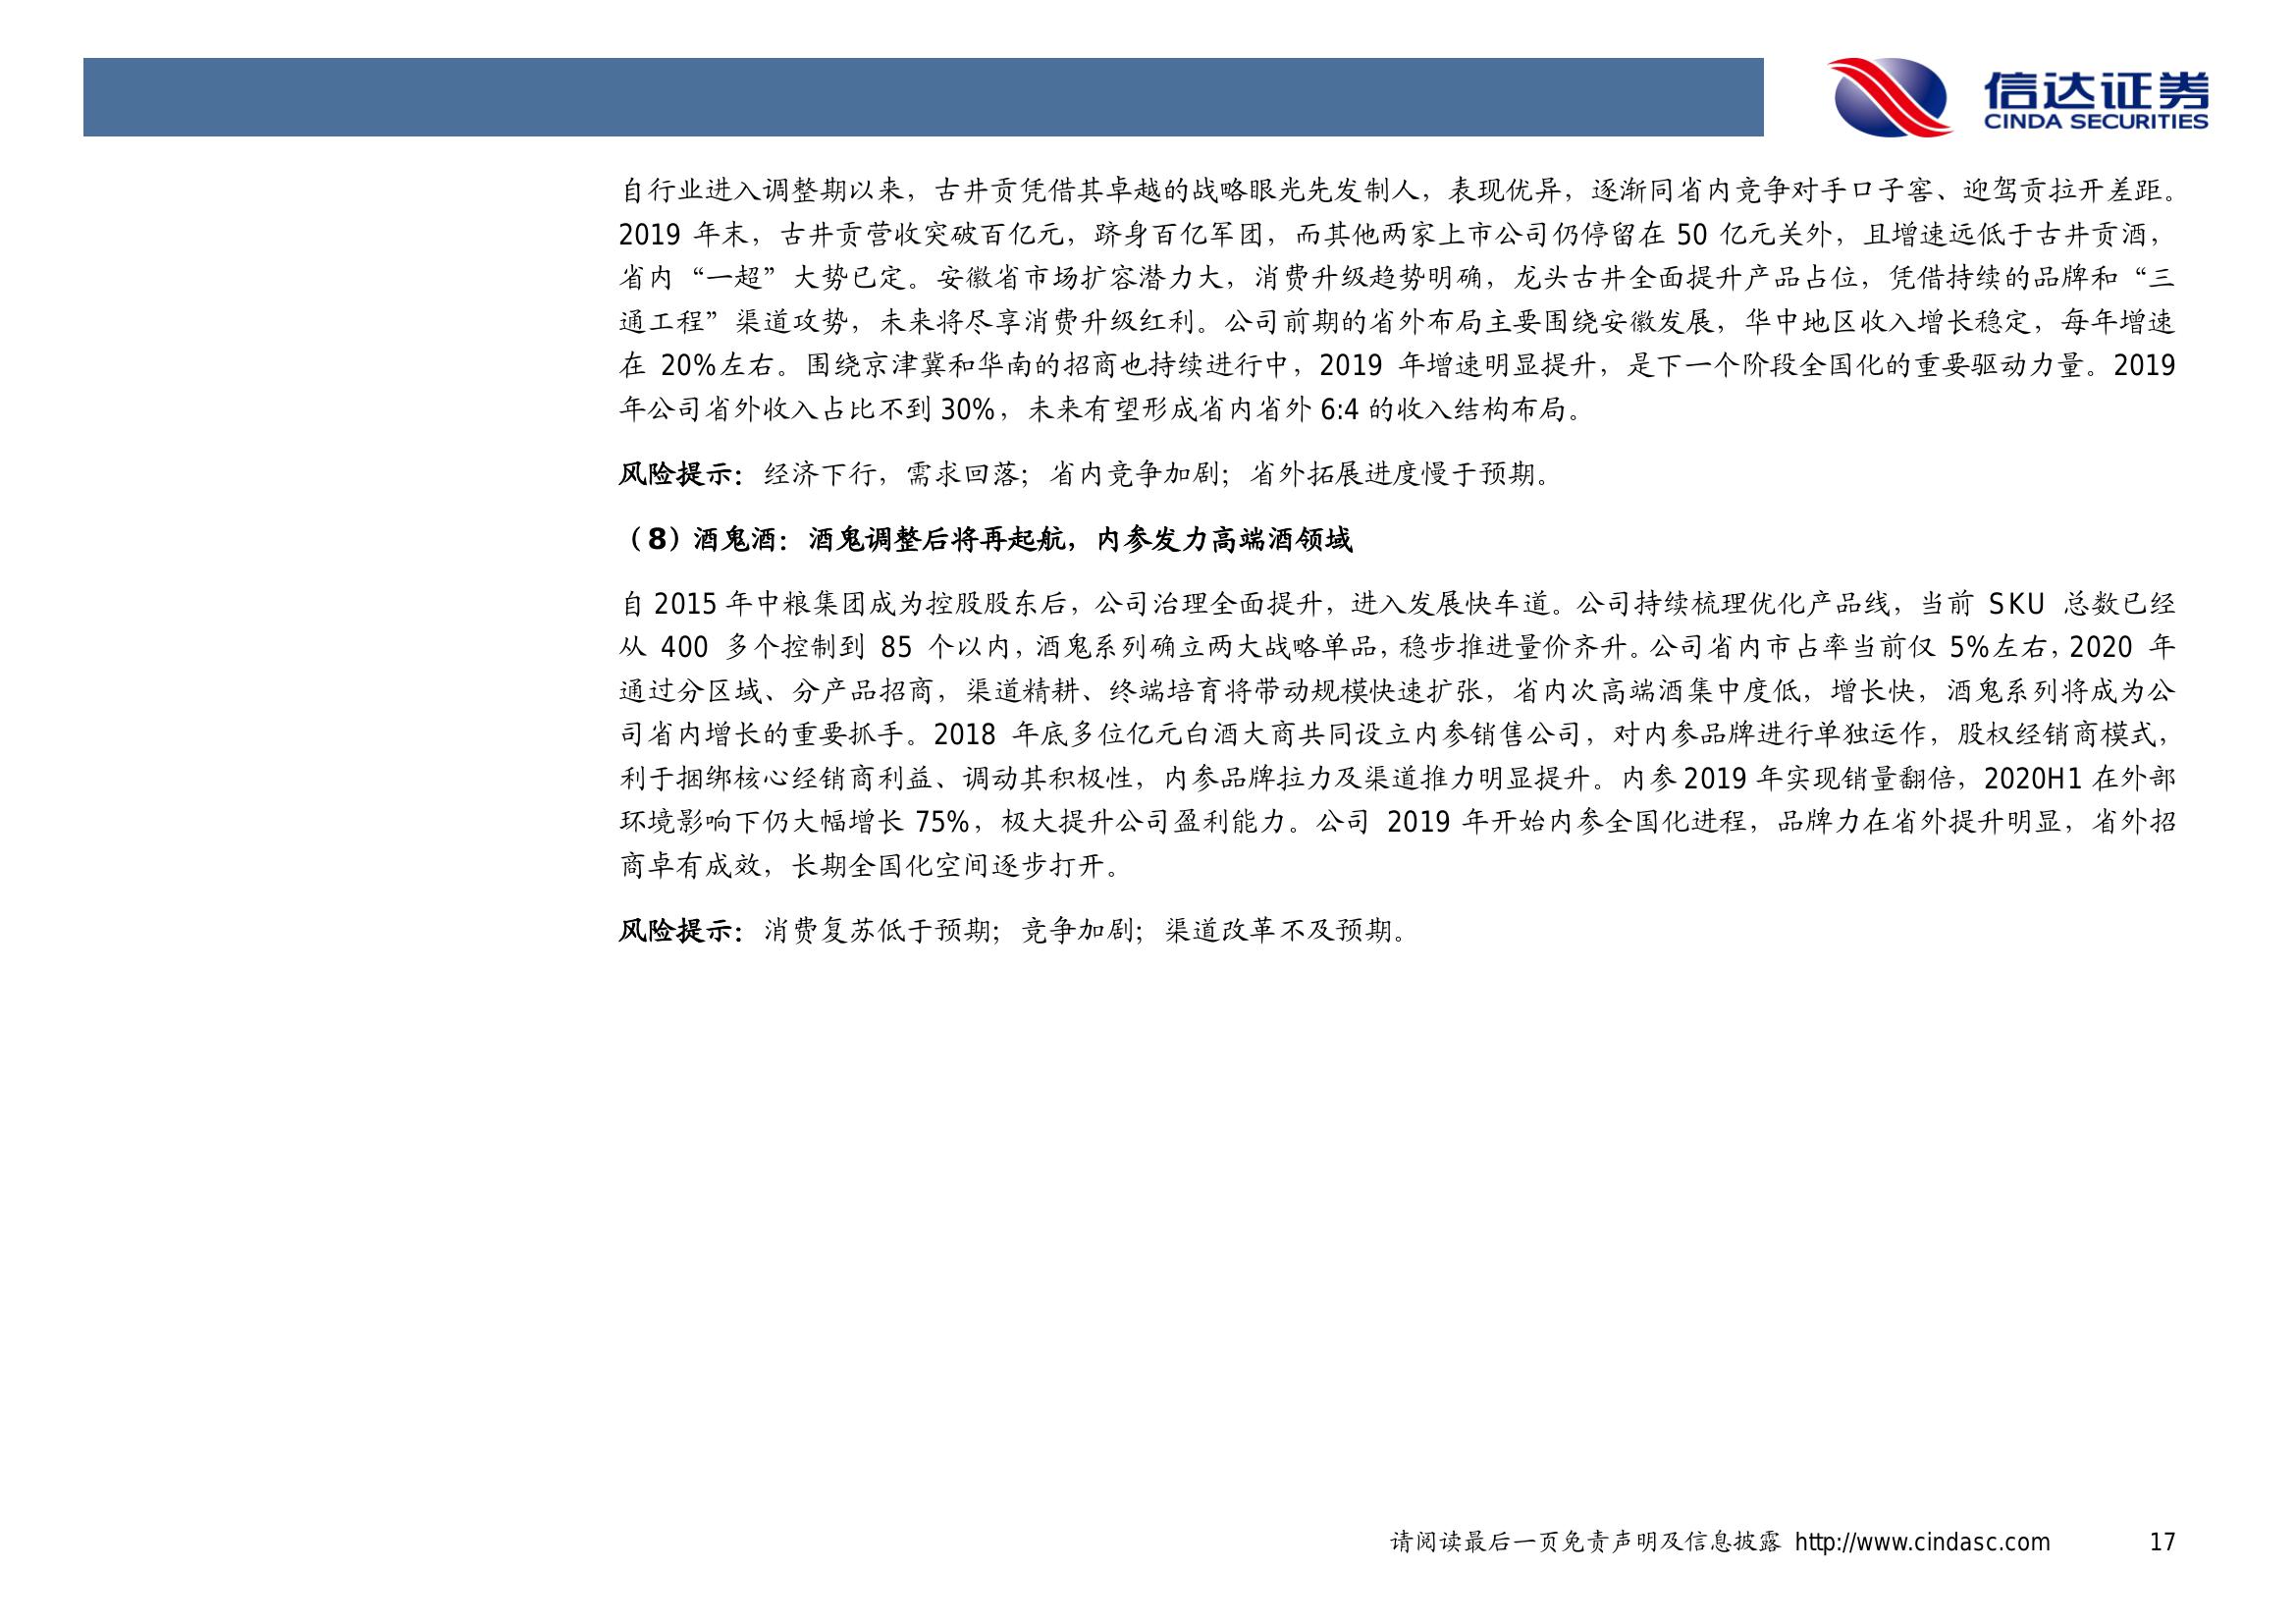 信达证券
CINDA SECURITIES
自行业进入调整期以来，古井贡凭借其卓越的战略眼光先发制人，表现优异，逐渐同省内竞争对手口子窖、迎驾贡拉开差距。
2019 年末，古井贡营收突破百亿元，跻身百亿军团，而其他两家上市公司仍停留在 50 亿元关外，且增速远低于古井贡酒，
省内“一超”大势已定。安徽省市场扩容潜力大，消费升级趋势明确，龙头古井全面提升产品占位，凭借持续的品牌和“三
通工程”渠道攻势，未来将尽享消费升级红利。公司前期的省外布局主要围绕安徽发展，华中地区收入增长稳定，每年增速
在 20%左右。围绕京津冀和华南的招商也持续进行中，2019 年增速明显提升，是下一个阶段全国化的重要驱动力量。2019
年公司省外收入占比不到 30%，未来有望形成省内省外 6:4 的收入结构布局。
风险提示：经济下行，需求回落；省内竞争加剧；省外拓展进度慢于预期。
（8）酒鬼酒：酒鬼调整后将再起航，内参发力高端酒领域
自 2015 年中粮集团成为控股股东后，公司治理全面提升，进入发展快车道。公司持续梳理优化产品线，当前 SKU 总数已经
从 400 多个控制到 85 个以内，酒鬼系列确立两大战略单品，稳步推进量价齐升。公司省内市占率当前仅 5%左右，2020 年
通过分区域、分产品招商，渠道精耕、终端培育将带动规模快速扩张，省内次高端酒集中度低，增长快，酒鬼系列将成为公
司省内增长的重要抓手。2018 年底多位亿元白酒大商共同设立内参销售公司，对内参品牌进行单独运作，股权经销商模式，
利于捆绑核心经销商利益、调动其积极性，内参品牌拉力及渠道推力明显提升。内参 2019 年实现销量翻倍，2020H1 在外部
环境影响下仍大幅增长 75%，极大提升公司盈利能力。公司 2019 年开始内参全国化进程，品牌力在省外提升明显，省外招
商卓有成效，长期全国化空间逐步打开。
风险提示：消费复苏低于预期；竞争加剧；渠道改革不及预期。
请阅读最后一页免责声明及信息披露 http://www.cindasc.com 17